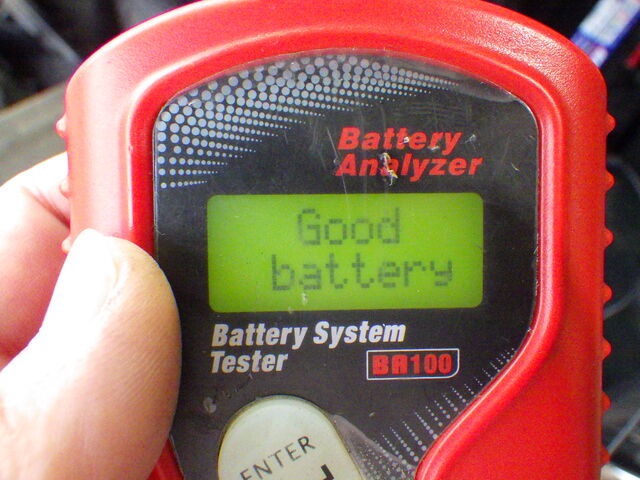 Battery
Analyzer
Good
battery
Battery System
Tester
BA100
ENTER